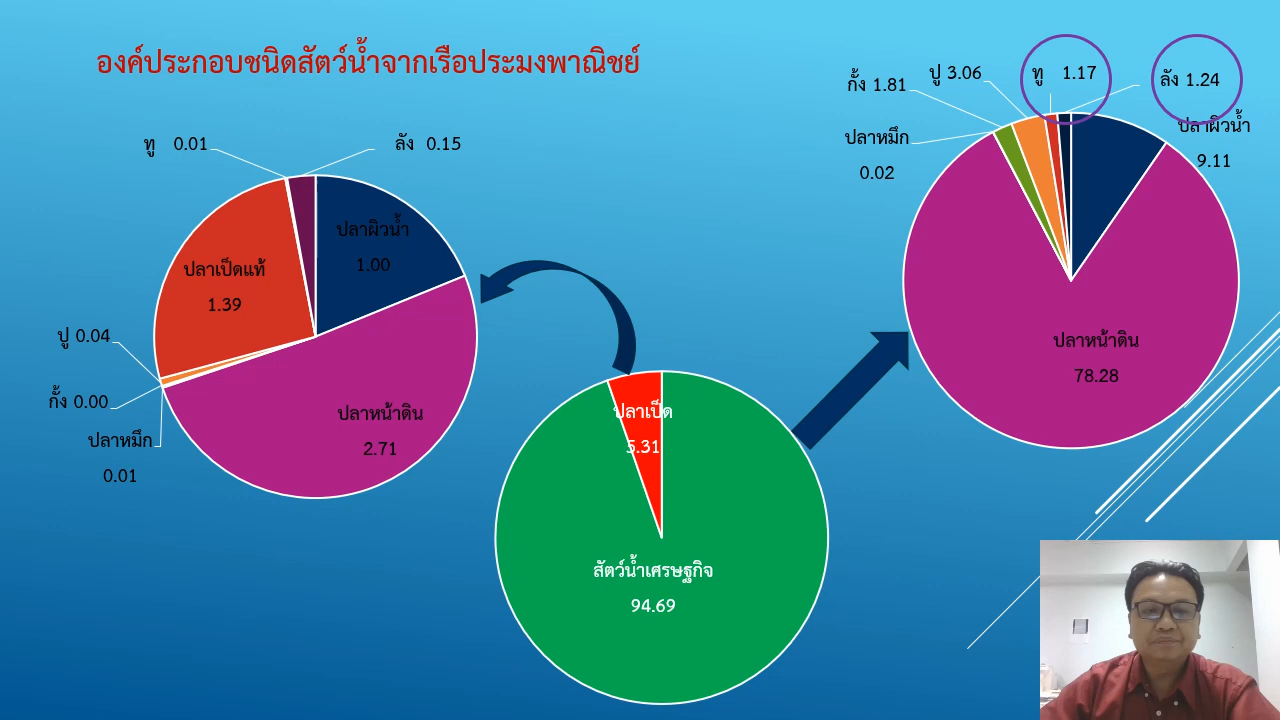 องค์ประกอบชนิดสัตว์น้ำจากเรือประมงพาณิชย์
ทู 0.01
ลัง 0.15
ปลาผิวน้ำ
1.00
ปลาเป็ดแท้
1.39
ปู 0.04
กั้ง 0.00
ปลาหมึก
0.01
ปลาหน้าดิน
2.71
ปลาเป็ด
5.31
สัตว์น้ำเศรษฐกิจ
94.69
กั้ง 1.81
ปู 3.06
ทู 1.17
ลัง 1.24
ปลาหมึก
0.02
ปลาผิวน้ำ
9.11
ปลาหน้าดิน
78.28